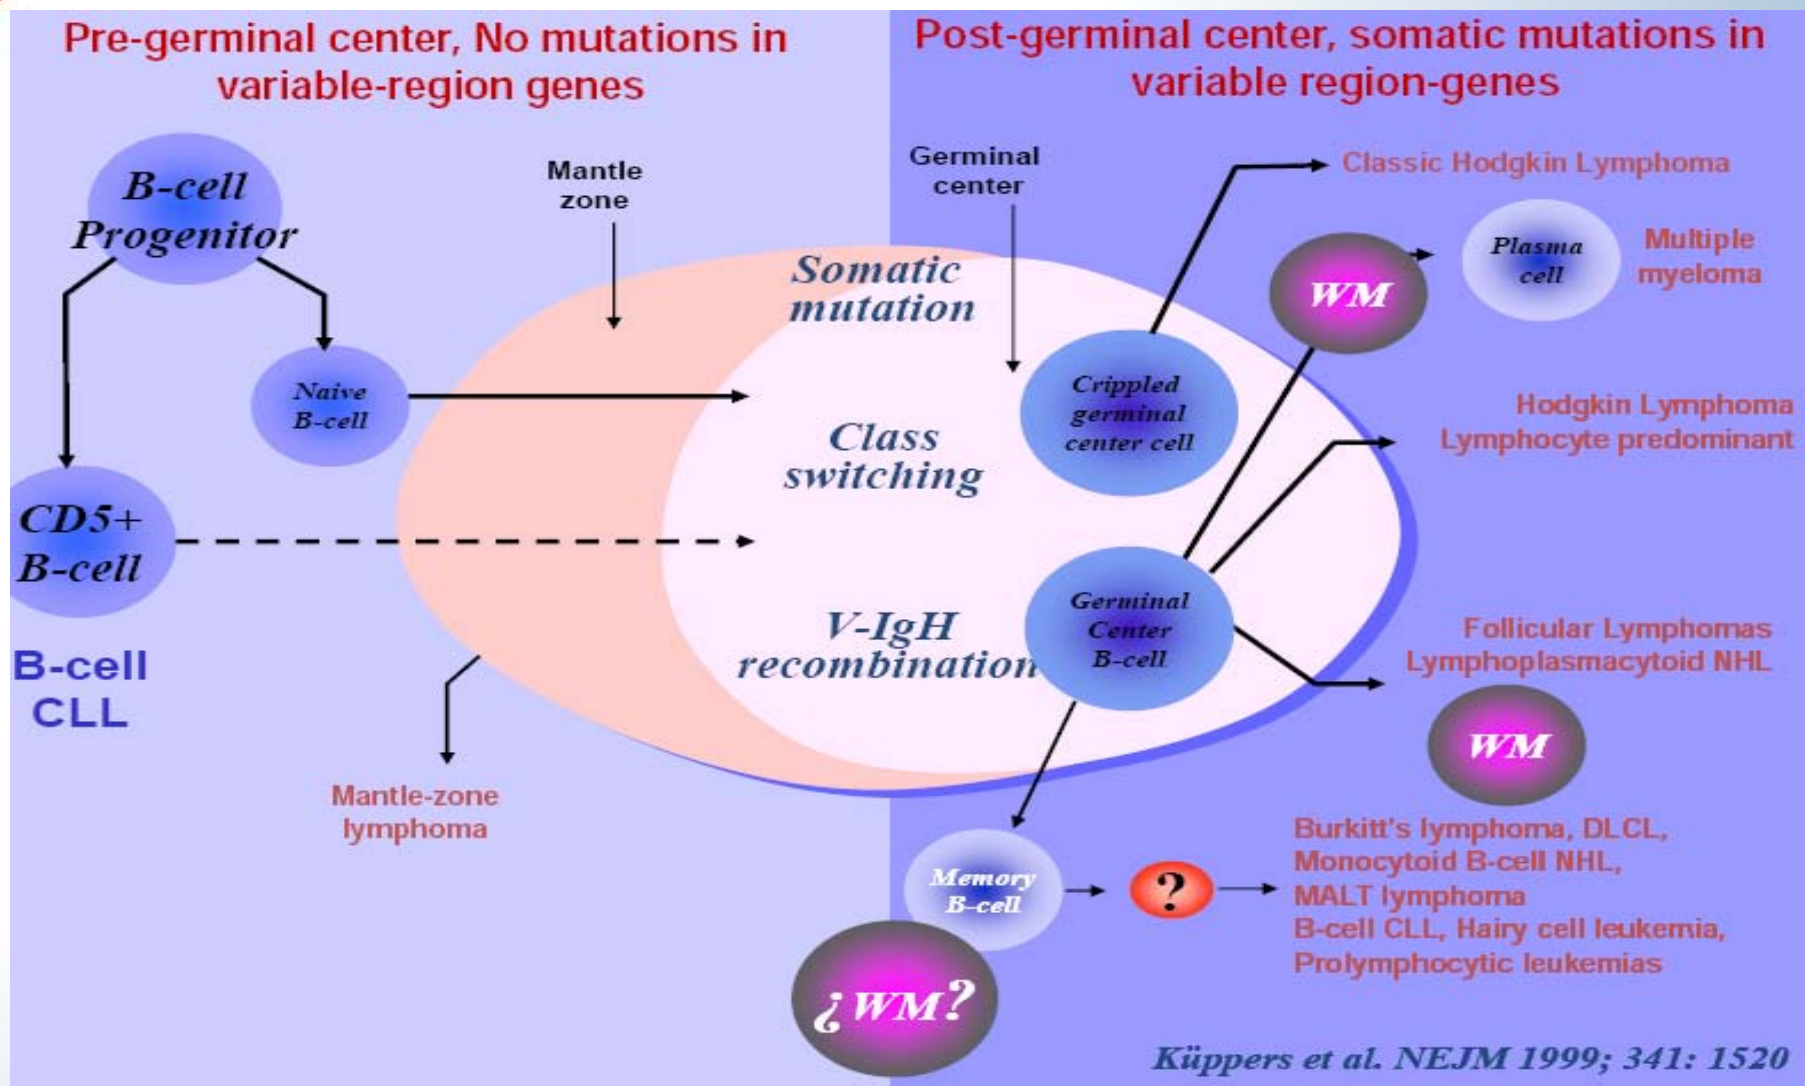 Pre-germinal center, No mutations in
variable-region genes
Post-germinal center, somatic mutations in
variable region-genes
B-cell
Progenitor
Mantle
zone
Germinal
center
Classic Hodgkin Lymphoma
Plasma
cell
Multiple
myeloma
WM
Somatic
mutation
Naive
B-cell
Crippled
germinal
center cell
Class
switching
Hodgkin Lymphoma
Lymphocyte predominant
CD5+
B-cell
B-cell
CLL
V-IgH
recombination
Germinal
Center
B-cell
Follicular Lymphomas
Lymphoplasmacytoid NHL
WM
Mantle-zone
lymphoma
Memory
B-cell
?
Burkitt's lymphoma, DLCL,
Monocytoid B-cell NHL,
MALT lymphoma
B-cell CLL, Hairy cell leukemia,
Prolymphocytic leukemias
¿WM?
Küppers et al. NEJM 1999; 341: 1520